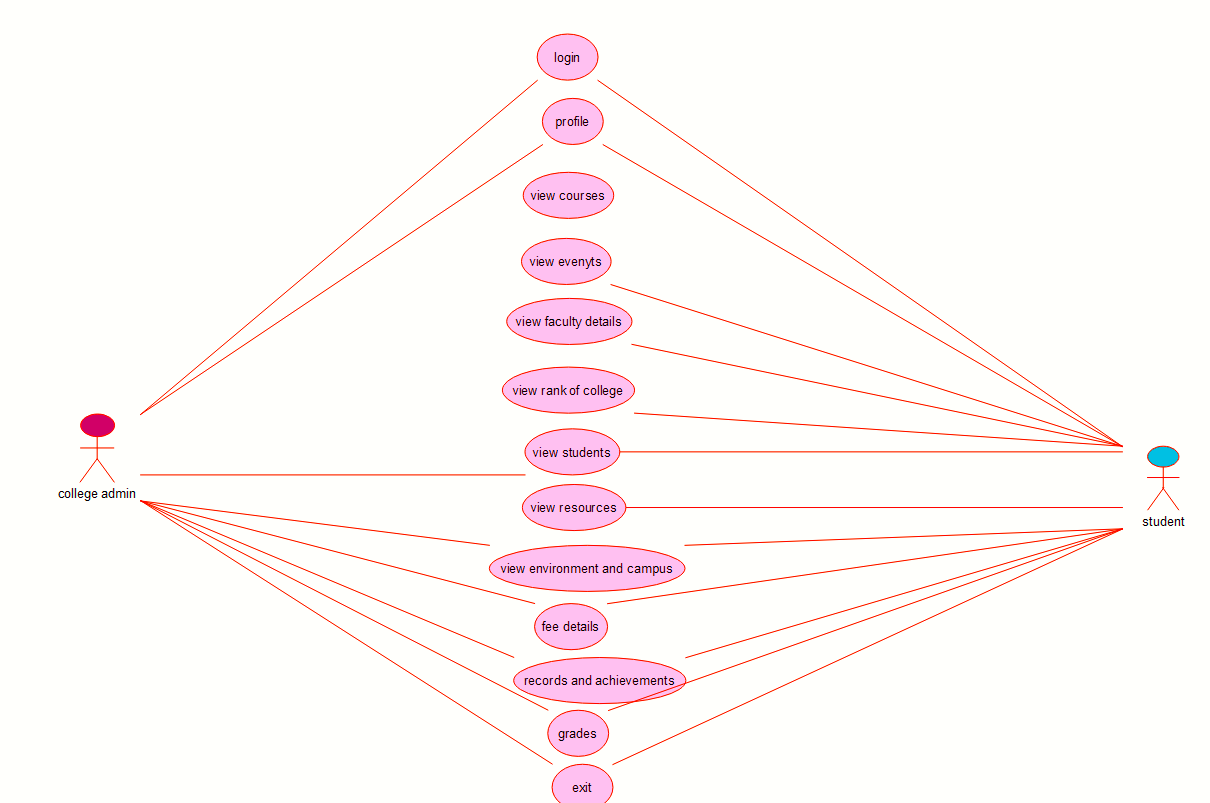 login
profile
view courses
view evenyts
view faculty details
view rank of college
view students
college admin
view resources
student
view environment and campus
fee details
records and achievements
grades
exit